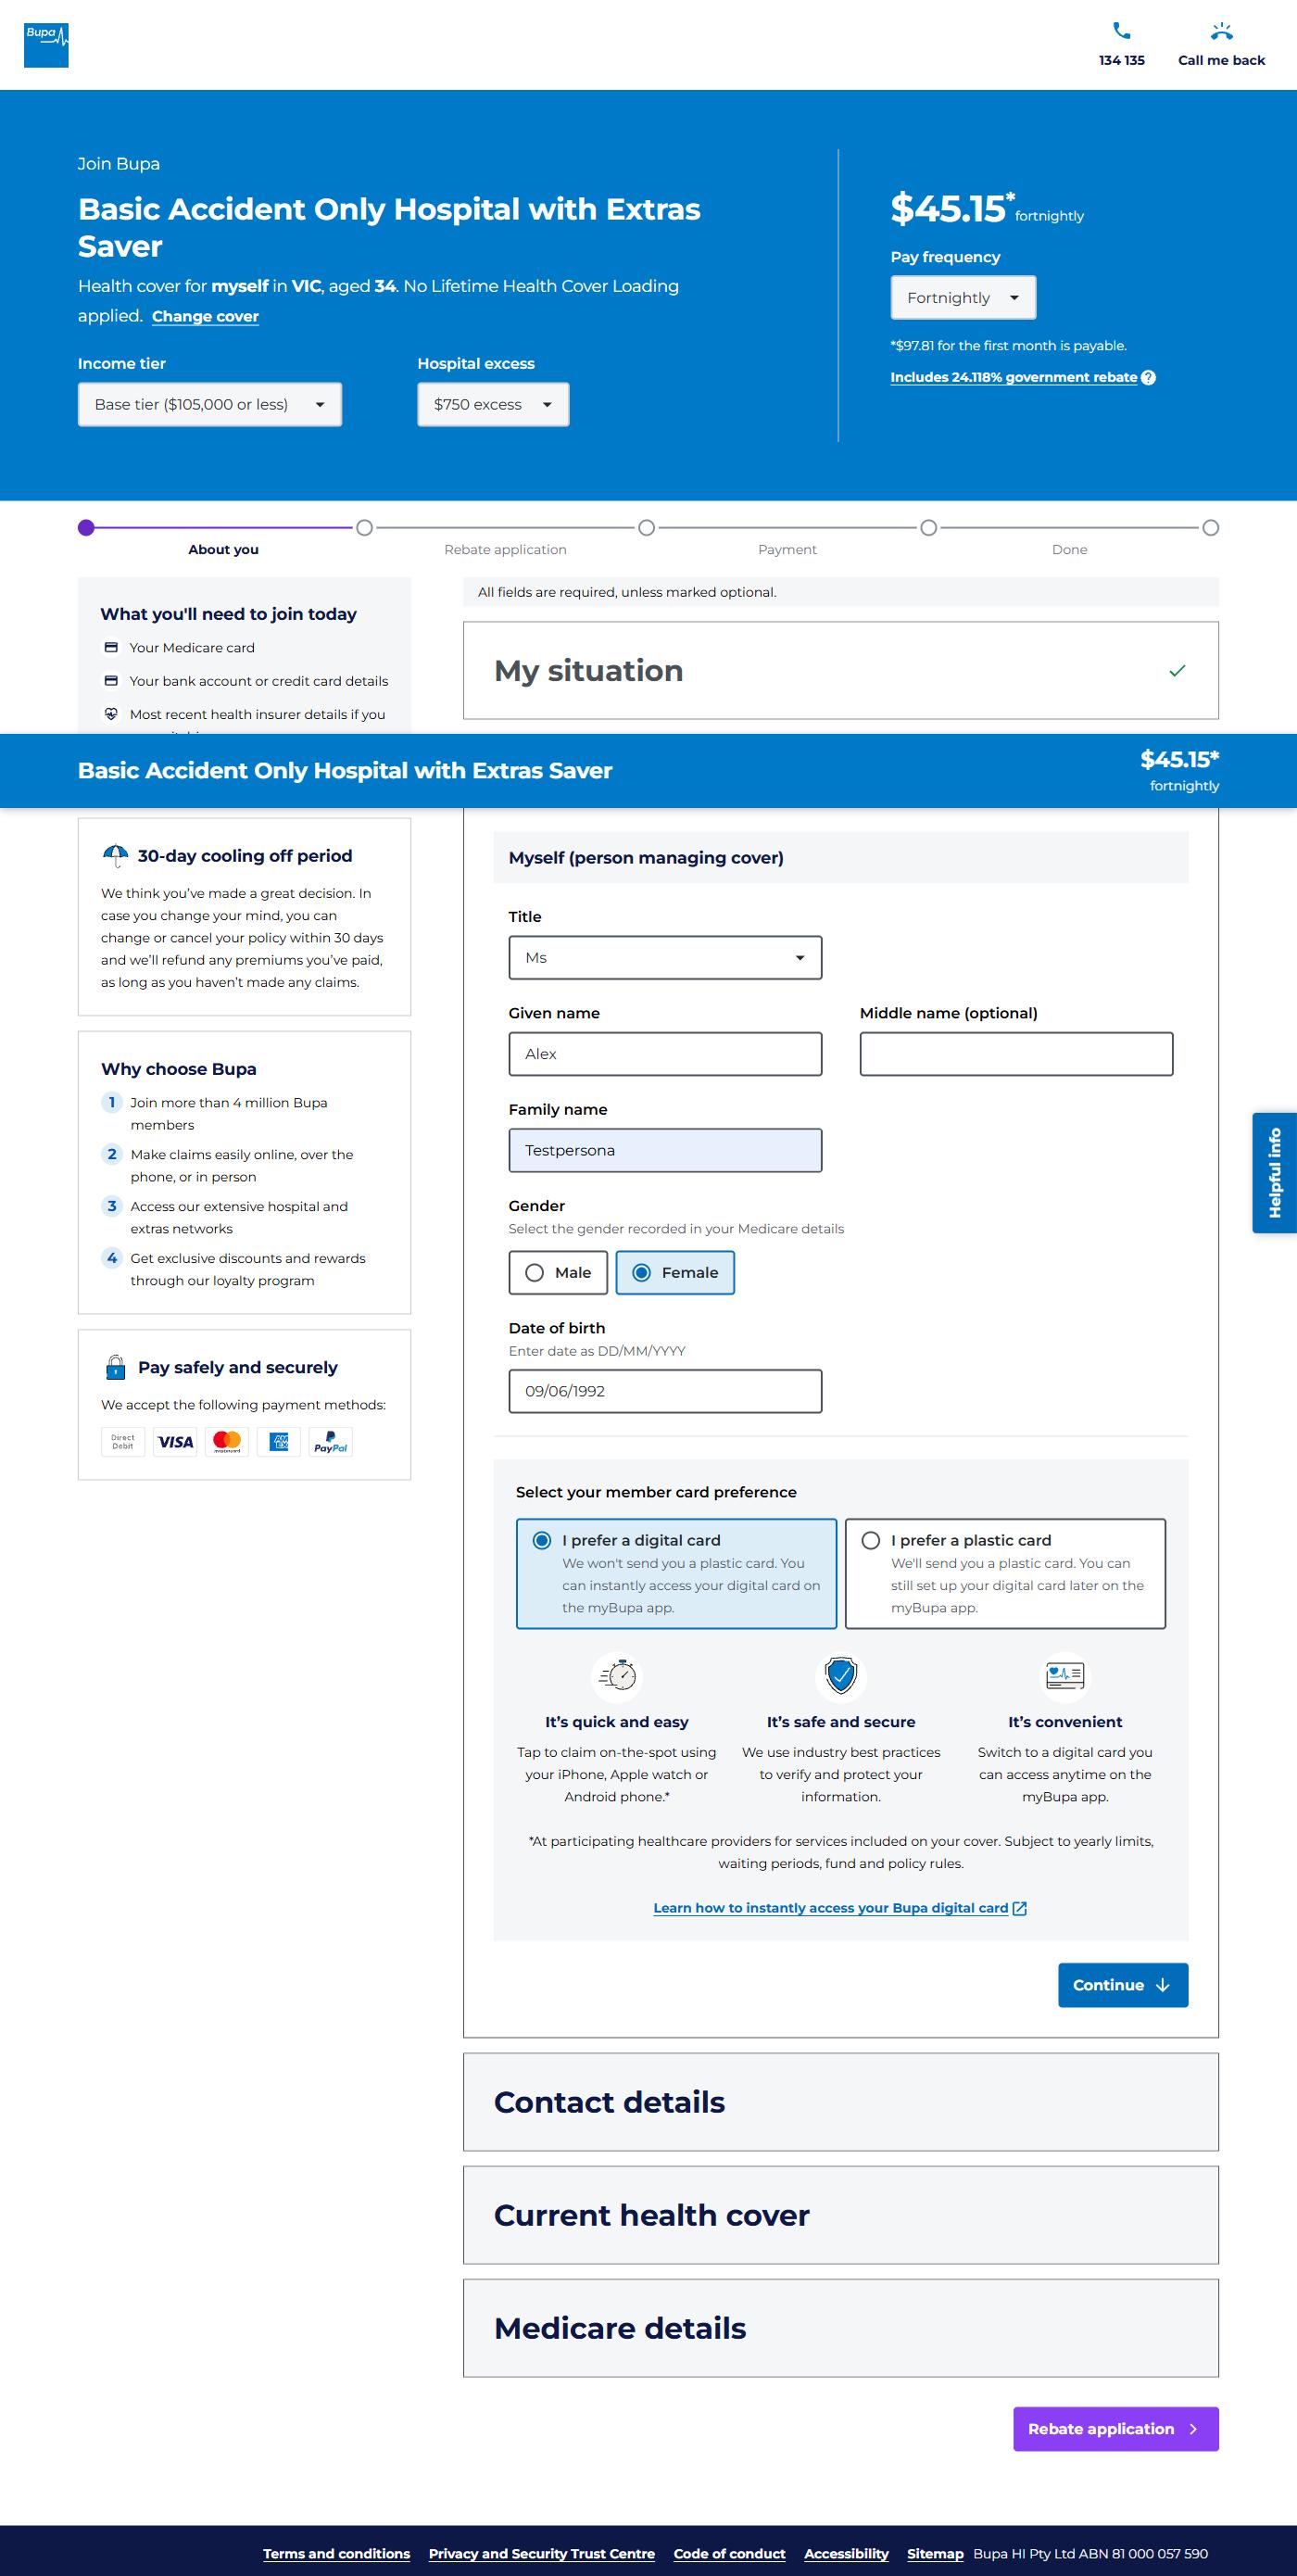 Bupa
134 135
Call me back
Join Bupa
Basic Accident Only Hospital with Extras
Saver
Health cover for myself in VIC, aged 34. No Lifetime Health Cover Loading
applied. Change cover
Income tier
Base tier ($105,000 or less)
Hospital excess
$750 excess
$45.15* fortnightly
Pay frequency
Fortnightly
*$97.81 for the first month is payable.
Includes 24.118% government rebate ?
About you
Rebate application
Payment
Done
What you'll need to join today
Your Medicare card
Your bank account or credit card details
Most recent health insurer details if you
All fields are required, unless marked optional.
My situation
Basic Accident Only Hospital with Extras Saver
$45.15*
fortnightly
30-day cooling off period
We think you've made a great decision. In
case you change your mind, you can
change or cancel your policy within 30 days
and we'll refund any premiums you've paid,
as long as you haven't made any claims.
Why choose Bupa
1 Join more than 4 million Bupa
members
2 Make claims easily online, over the
phone, or in person
3 Access our extensive hospital and
extras networks
4 Get exclusive discounts and rewards
through our loyalty program
Pay safely and securely
We accept the following payment methods:
Direct
Debit
VISA
mastercard
AMEX
PayPal
Myself (person managing cover)
Title
Ms
Given name
Alex
Middle name (optional)
Family name
Testpersona
Gender
Select the gender recorded in your Medicare details
Male
Female
Date of birth
Enter date as DD/MM/YYYY
09/06/1992
Select your member card preference
I prefer a digital card
We won't send you a plastic card. You
can instantly access your digital card on
the myBupa app.
I prefer a plastic card
We'll send you a plastic card. You can
still set up your digital card later on the
myBupa app.
It's quick and easy
Tap to claim on-the-spot using
your iPhone, Apple watch or
Android phone.*
It's safe and secure
We use industry best practices
to verify and protect your
information.
It's convenient
Switch to a digital card you
can access anytime on the
myBupa app.
*At participating healthcare providers for services included on your cover. Subject to yearly limits,
waiting periods, fund and policy rules.
Learn how to instantly access your Bupa digital card
Continue
Helpful info
Contact details
Current health cover
Medicare details
Rebate application
Terms and conditions
Privacy and Security Trust Centre
Code of conduct
Accessibility
Sitemap
Bupa HI Pty Ltd ABN 81 000 057 590